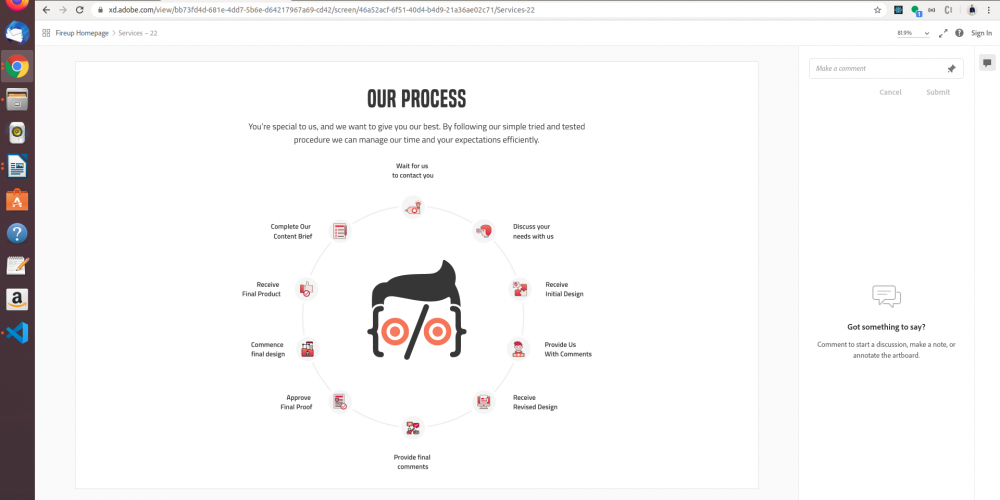 xd.adobe.com/view/bb73fd4d-681e-4dd7-5b6e-d64217967a69-cd42/screen/46a52acf-6f51-40d4-b4d9-21a36ae02c71/Services-22
Fireup Homepage > Services – 22
81.9%
Sign In
OUR PROCESS
You're special to us, and we want to give you our best. By following our simple tried and tested
procedure we can manage our time and your expectations efficiently.
Wait for us
to contact you
Complete Our
Content Brief
Discuss your
needs with us
Receive
Final Product
Receive
Initial Design
Commence
final design
Provide Us
With Comments
Approve
Final Proof
Receive
Revised Design
Provide final
comments
Make a comment
Cancel
Submit
Got something to say?
Comment to start a discussion, make a note, or
annotate the artboard.